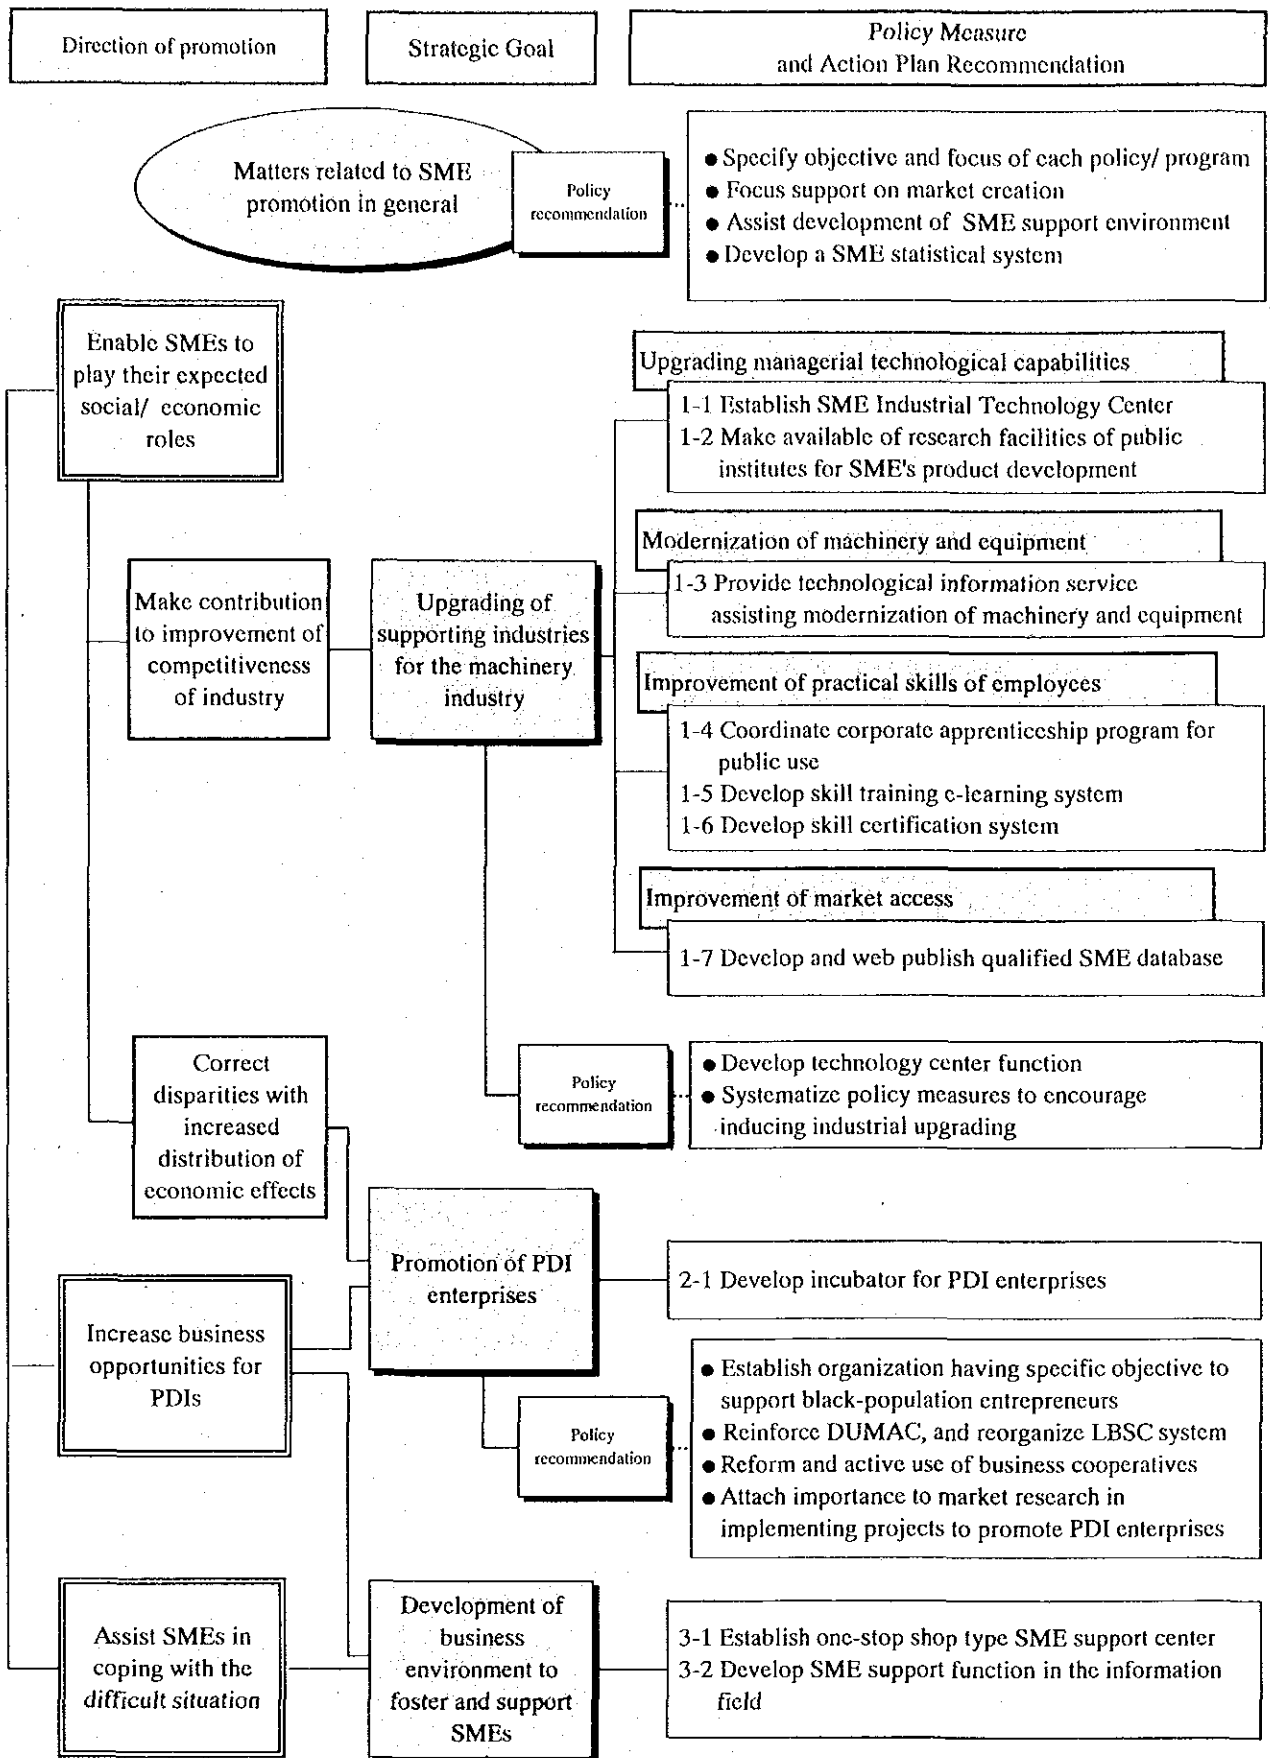 Direction of promotion
Strategic Goal
Policy Measure
and Action Plan Recommendation
Matters related to SME
promotion in general
Policy
recommendation
● Specify objective and focus of each policy/ program
● Focus support on market creation
● Assist development of SME support environment
● Develop a SME statistical system
Enable SMEs to
play their expected
social/ economic
roles
Upgrading managerial technological capabilities
1-1 Establish SME Industrial Technology Center
1-2 Make available of research facilities of public
institutes for SME's product development
Modernization of machinery and equipment
1-3 Provide technological information service
assisting modernization of machinery and equipment
Make contribution
to improvement of
competitiveness
of industry
Upgrading of
supporting industries
for the machinery
industry
Improvement of practical skills of employees
1-4 Coordinate corporate apprenticeship program for
public use
1-5 Develop skill training e-learning system
1-6 Develop skill certification system
Improvement of market access
1-7 Develop and web publish qualified SME database
Policy
recommendation
● Develop technology center function
● Systematize policy measures to encourage
inducing industrial upgrading
Correct
disparities with
increased
distribution of
economic effects
Promotion of PDI
enterprises
2-1 Develop incubator for PDI enterprises
Increase business
opportunities for
PDIs
Policy
recommendation
● Establish organization having specific objective to
support black-population entrepreneurs
● Reinforce DUMAC, and reorganize LBSC system
● Reform and active use of business cooperatives
● Attach importance to market research in
implementing projects to promote PDI enterprises
Assist SMEs in
coping with the
difficult situation
Development of
business
environment to
foster and support
SMEs
3-1 Establish one-stop shop type SME support center
3-2 Develop SME support function in the information
field